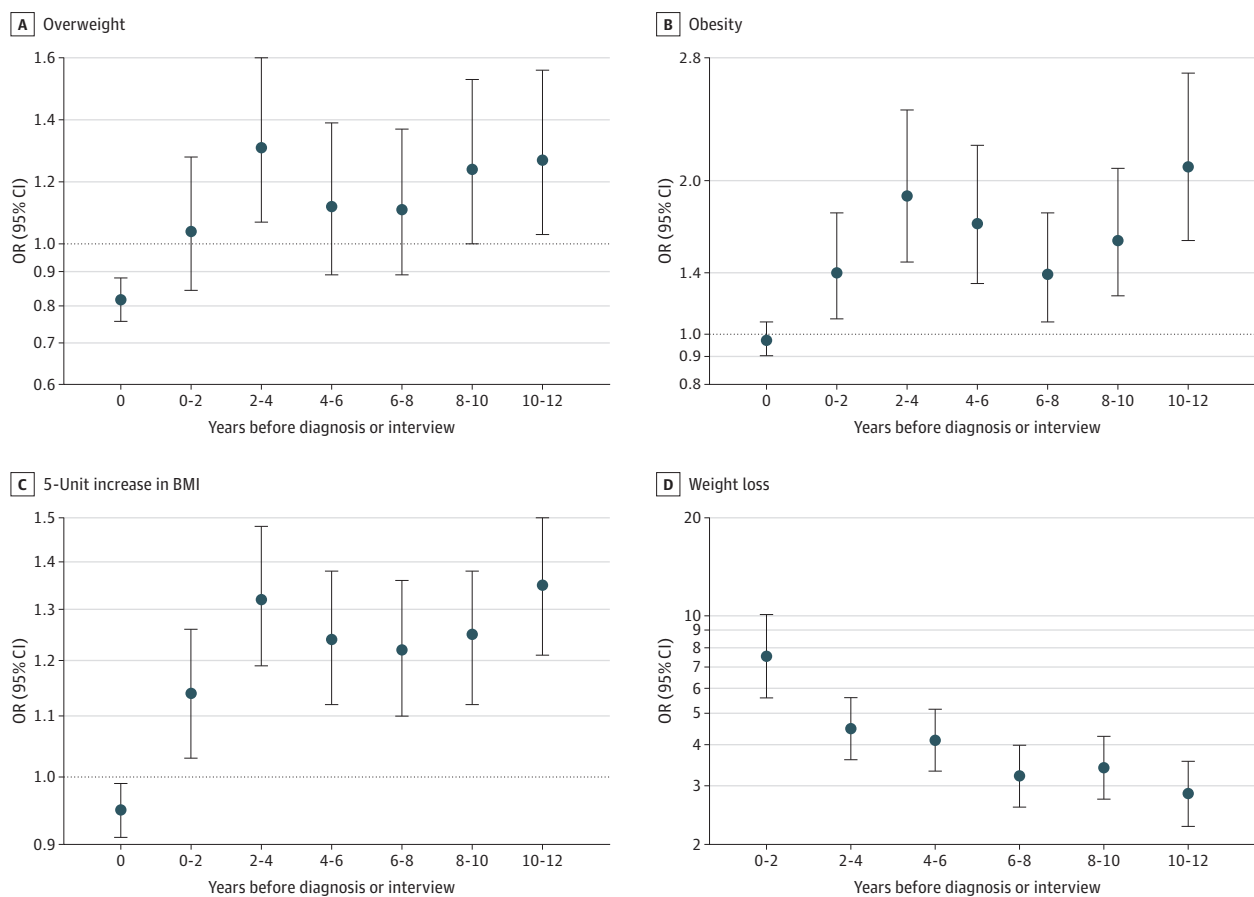 A Overweight
1.6
1.4
1.2
1.0
0.9
0.8
0.7
0.6
OR (95% CI)
0 0-2 2-4 4-6 6-8 8-10 10-12
Years before diagnosis or interview
B Obesity
2.8
2.0
1.4
1.0
0.9
0.8
OR (95% CI)
0 0-2 2-4 4-6 6-8 8-10 10-12
Years before diagnosis or interview
C 5-Unit increase in BMI
1.5
1.4
1.3
1.2
1.1
1.0
0.9
OR (95% CI)
0 0-2 2-4 4-6 6-8 8-10 10-12
Years before diagnosis or interview
D Weight loss
20
10
9
8
7
6
5
4
3
2
OR (95% CI)
0-2 2-4 4-6 6-8 8-10 10-12
Years before diagnosis or interview